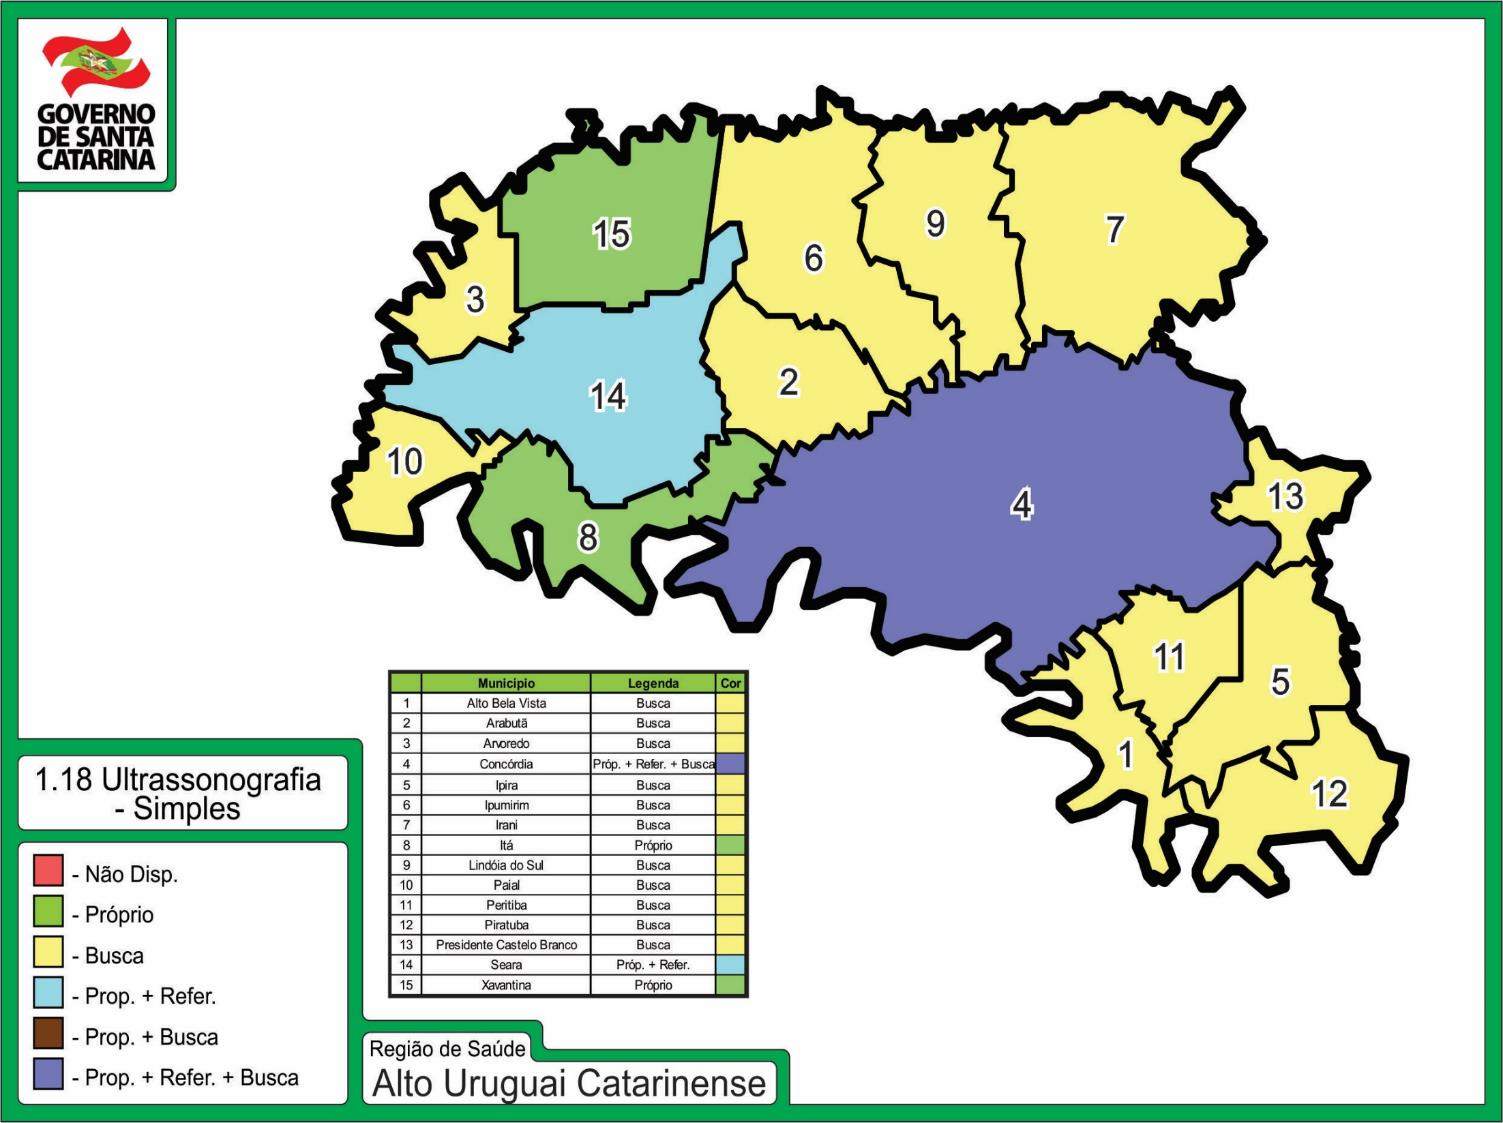 GOVERNO
DE SANTA
CATARINA
15
6
9
7
3
14
2
10
8
4
13
11
5
1
12
Municipio Legenda Cor
1 Alto Bela Vista Busca
2 Arabutã Busca
3 Arvoredo Busca
4 Concórdia Próp. + Refer. + Busca
5 Ipira Busca
6 Ipumirim Busca
7 Irani Busca
8 Itá Próprio
9 Lindóia do Sul Busca
10 Paial Busca
11 Peritiba Busca
12 Piratuba Busca
13 Presidente Castelo Branco Busca
14 Seara Próp. + Refer.
15 Xavantina Próprio
1.18 Ultrassonografia
- Simples
- Não Disp.
- Próprio
- Busca
- Prop. + Refer.
- Prop. + Busca
- Prop. + Refer. + Busca
Região de Saúde
Alto Uruguai Catarinense